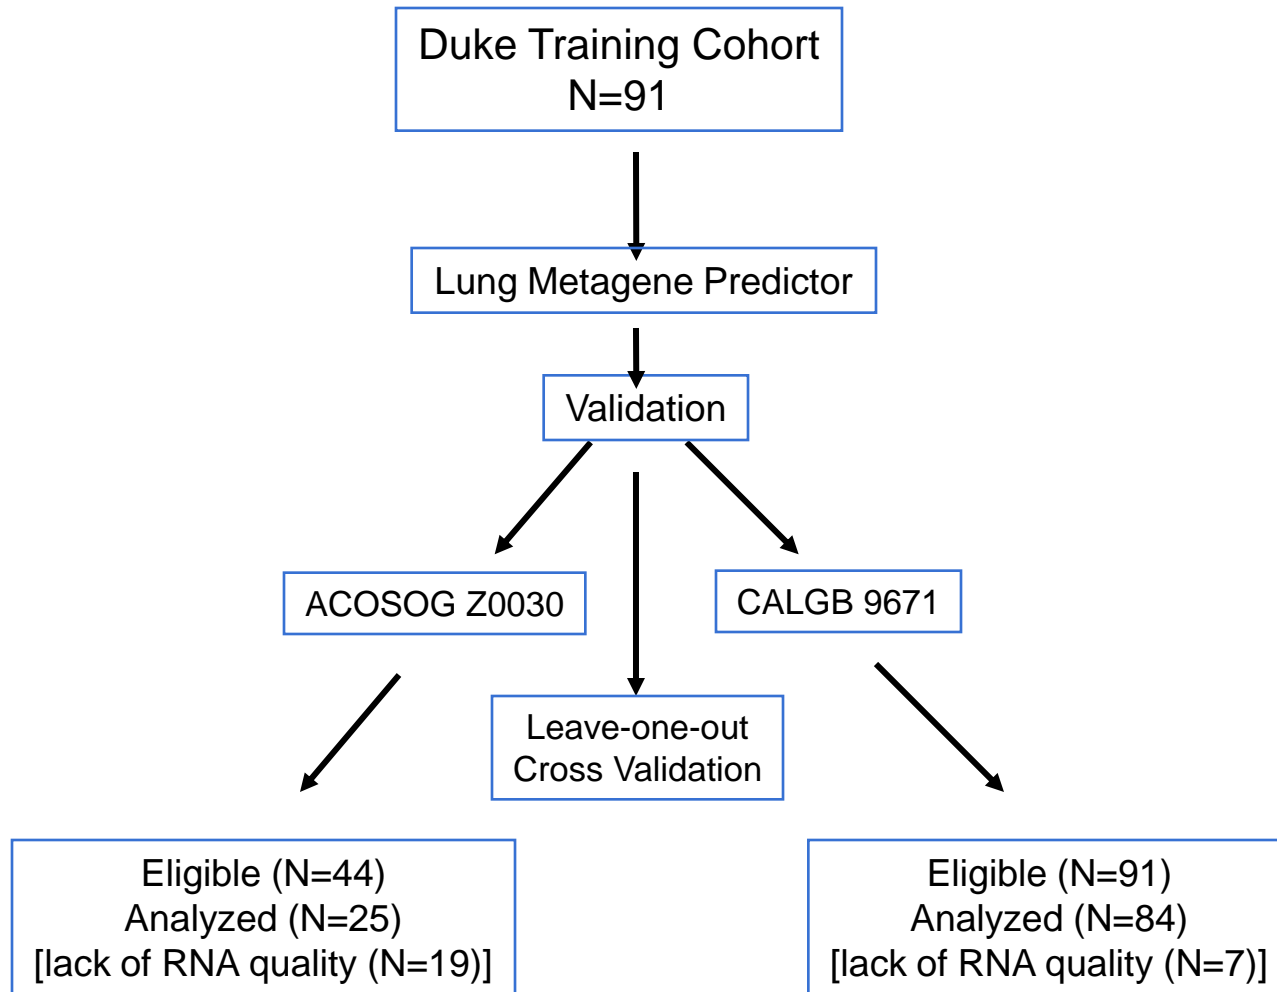 Duke Training Cohort
N=91
Lung Metagene Predictor
Validation
ACOSOG Z0030
CALGB 9671
Leave-one-out
Cross Validation
Eligible (N=44)
Analyzed (N=25)
[lack of RNA quality (N=19)]
Eligible (N=91)
Analyzed (N=84)
[lack of RNA quality (N=7)]